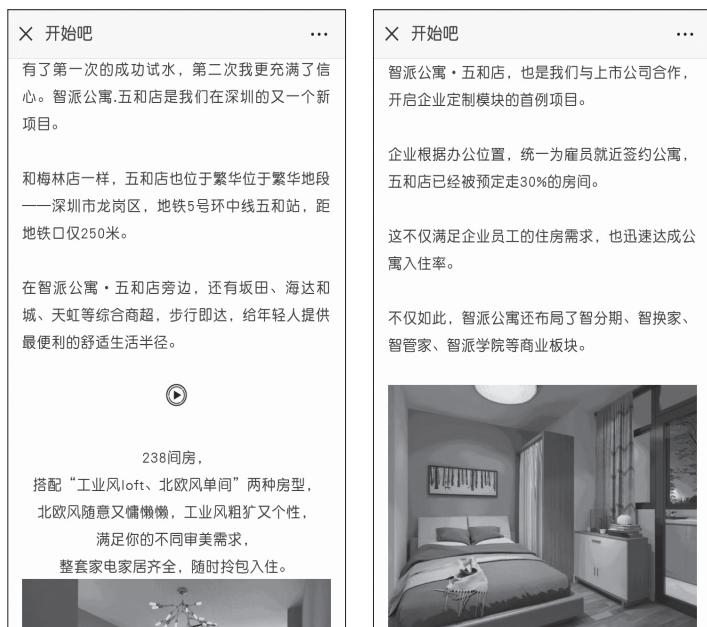 开始吧
有了第一次的成功试水，第二次我更充满了信
心。智派公寓.五和店是我们在深圳的又一个新
项目。
和梅林店一样，五和店也位于繁华位于繁华地段
——深圳市龙岗区，地铁5号环中线五和站，距
地铁口仅250米。
在智派公寓·五和店旁边，还有坂田、海达和
城、天虹等综合商超，步行即达，给年轻人提供
最便利的舒适生活半径。
238间房，
搭配“工业风loft、北欧风单间”两种房型，
北欧风随意又慵懒懒，工业风粗犷又个性，
满足你的不同审美需求，
整套家电家居齐全，随时拎包入住。
开始吧
智派公寓·五和店，也是我们与上市公司合作，
开启企业定制模块的首例项目。
企业根据办公位置，统一为雇员就近签约公寓，
五和店已经被预定走30%的房间。
这不仅满足企业员工的住房需求，也迅速达成公
寓入住率。
不仅如此，智派公寓还布局了智分期、智换家、
智管家、智派学院等商业板块。